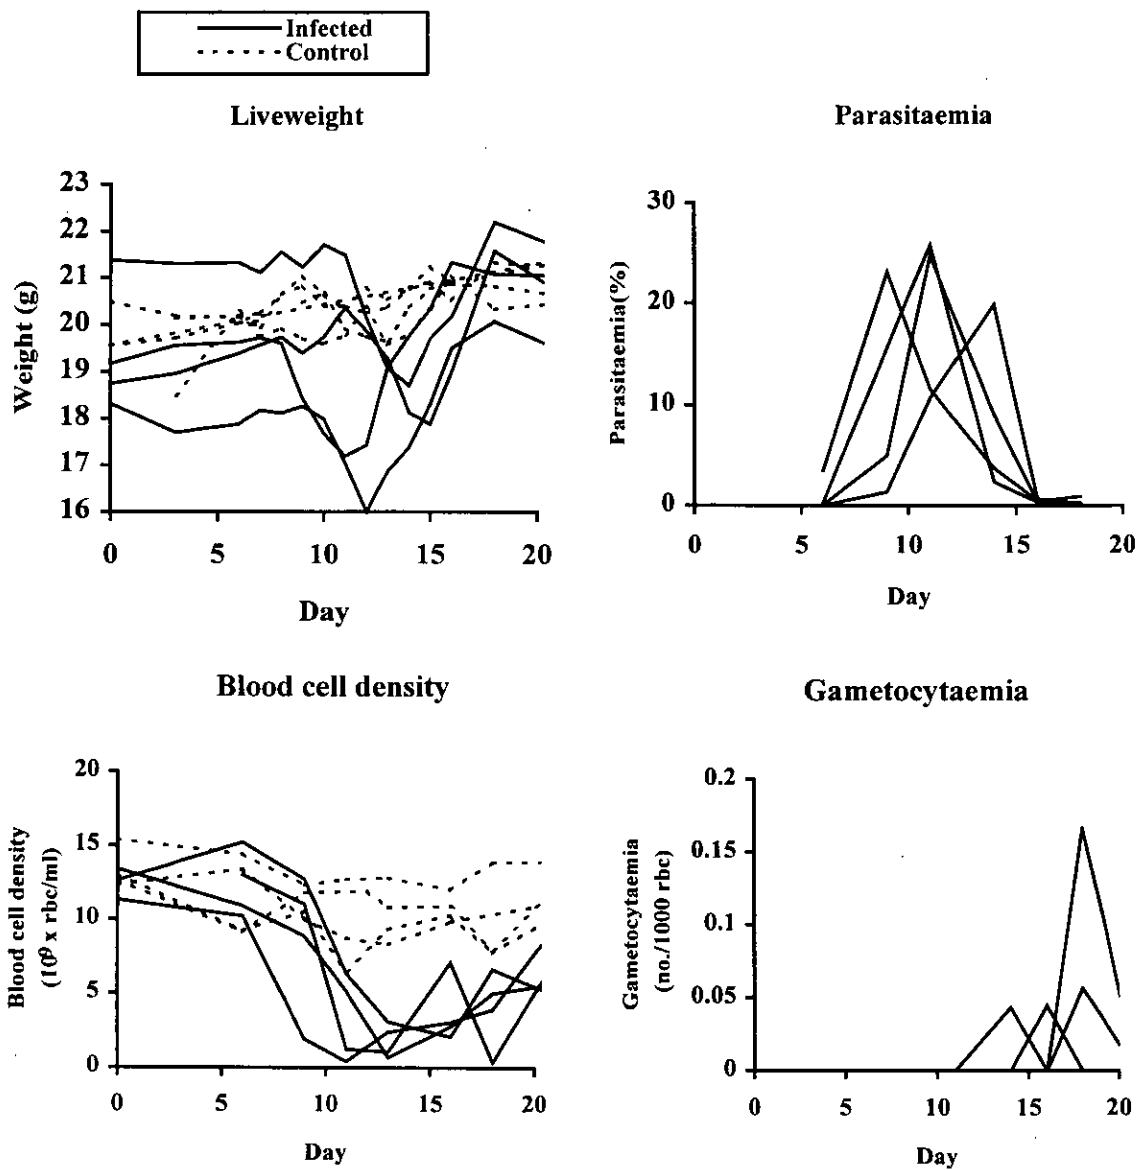 Infected
Control
Liveweight
Weight (g)
23
22
21
20
19
18
17
16
0
5
10
15
20
Day
Parasitaemia
Parasitaemia(%)
30
20
10
0
0
5
10
15
20
Day
Blood cell density
Blood cell density
(10⁹ x rbc/ml)
20
15
10
5
0
0
5
10
15
20
Day
Gametocytaemia
Gametocytaemia
(no./1000 rbc)
0.2
0.15
0.1
0.05
0
0
5
10
15
20
Day